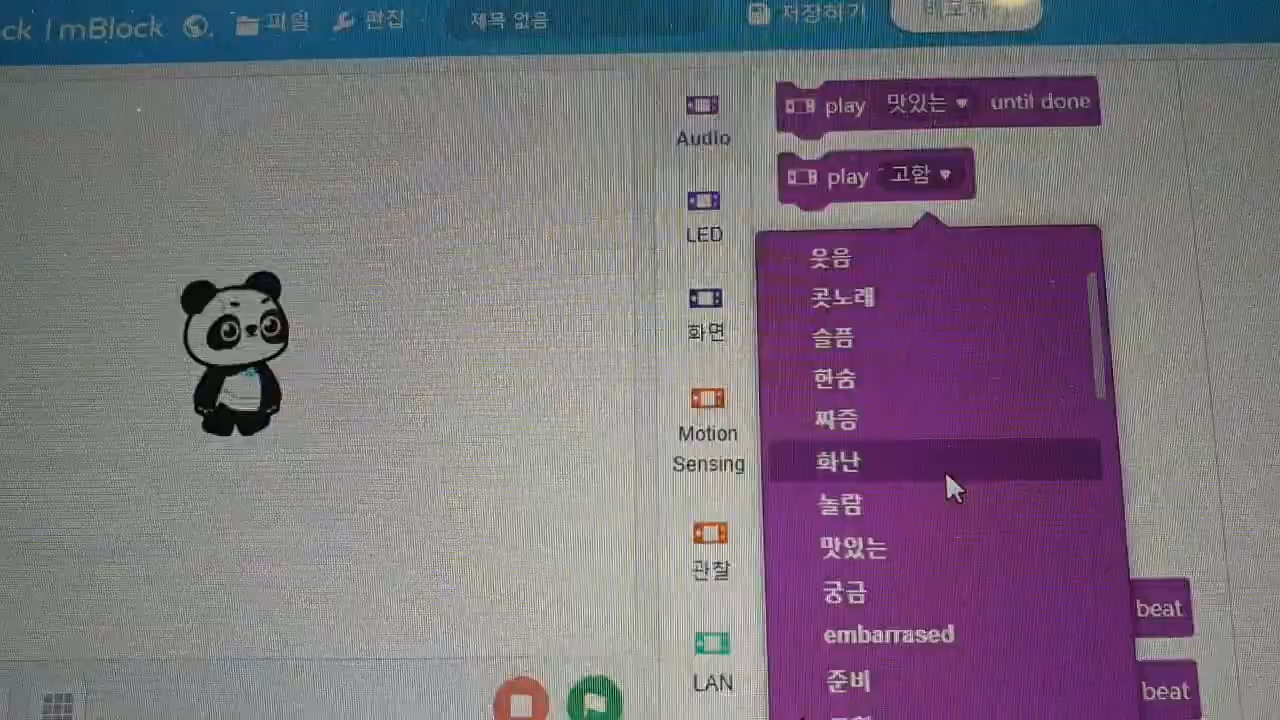 ck | mBlock 파일 편집 제목 없음 저장하기
Audio
LED
화면
Motion
Sensing
관찰
LAN
play 맛있는 until done
play 고함
웃음
콧노래
슬픔
한숨
짜증
화난
놀람
맛있는
궁금
embarrased
준비
beat
beat